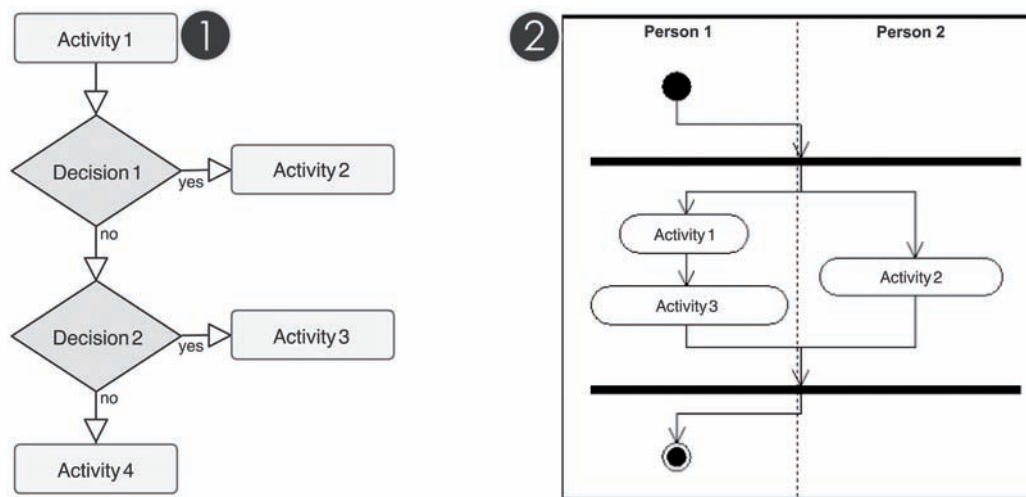 Activity 1
1
Decision 1
yes
Activity 2
no
Decision 2
yes
Activity 3
no
Activity 4
2
Person 1
Person 2
Activity 1
Activity 2
Activity 3